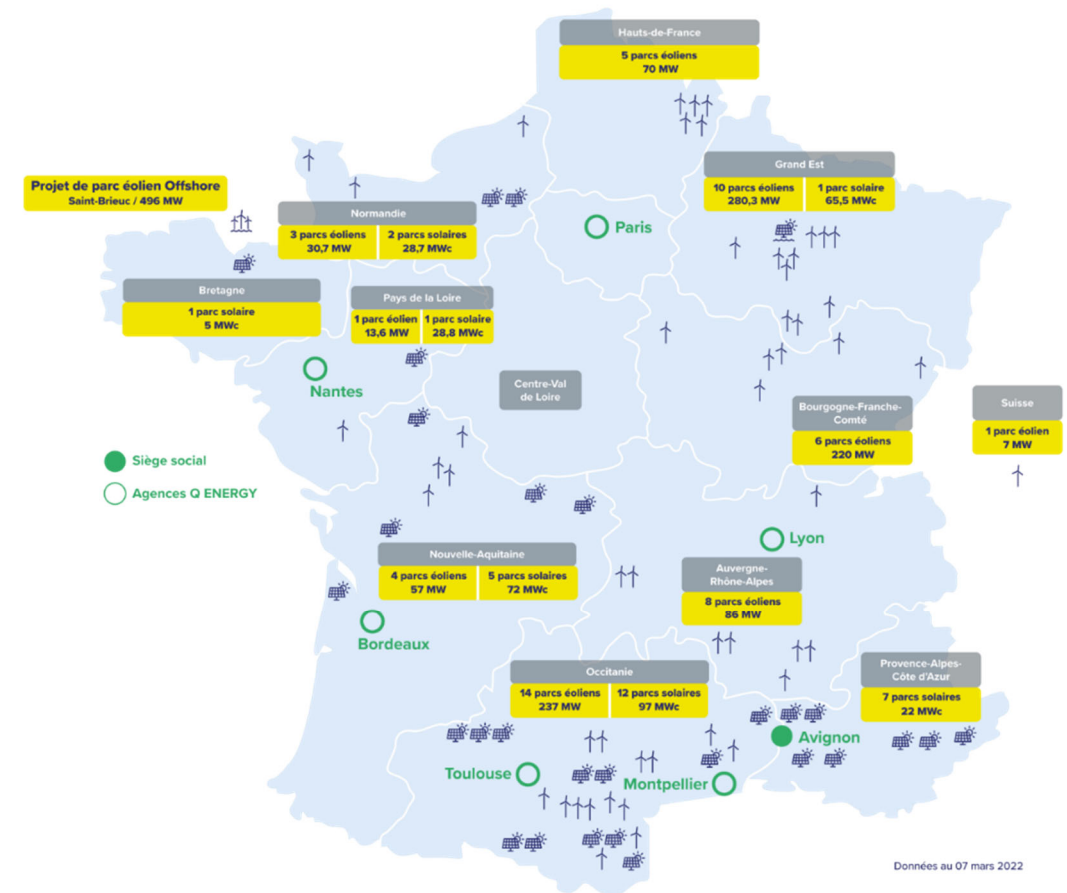 Hauts-de-France
5 parcs éoliens
70 MW
Grand Est
10 parcs éoliens
280,3 MW
1 parc solaire
65,5 MWc
Projet de parc éolien Offshore
Saint-Brieuc / 496 MW
Normandie
3 parcs éoliens
30,7 MW
2 parcs solaires
28,7 MWc
Paris
Bretagne
1 parc solaire
5 MWc
Pays de la Loire
1 parc éolien
13,6 MW
1 parc solaire
28,8 MWc
Nantes
Centre-Val
de Loire
Bourgogne-Franche-
Comté
6 parcs éoliens
220 MW
Suisse
1 parc éolien
7 MW
Siège social
Agences Q ENERGY
Lyon
Nouvelle-Aquitaine
4 parcs éoliens
57 MW
5 parcs solaires
72 MWc
Auvergne-
Rhône-Alpes
8 parcs éoliens
86 MW
Bordeaux
Occitanie
14 parcs éoliens
237 MW
12 parcs solaires
97 MWc
Provence-Alpes-
Côte d'Azur
7 parcs solaires
22 MWc
Avignon
Toulouse
Montpellier
Données au 07 mars 2022